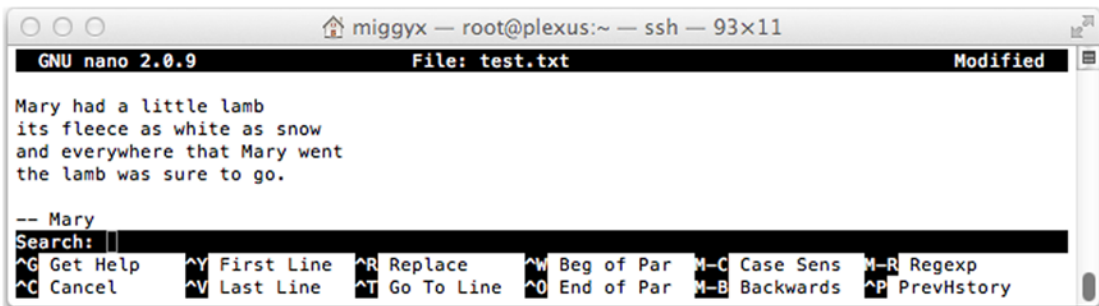 miggyx — root@plexus:~ — ssh — 93×11
GNU nano 2.0.9 File: test.txt Modified
Mary had a little lamb
its fleece as white as snow
and everywhere that Mary went
the lamb was sure to go.
-- Mary
Search:
^G Get Help ^Y First Line ^R Replace ^W Beg of Par M-C Case Sens M-R Regexp
^C Cancel ^V Last Line ^T Go To Line ^O End of Par M-B Backwards ^P PrevHstory